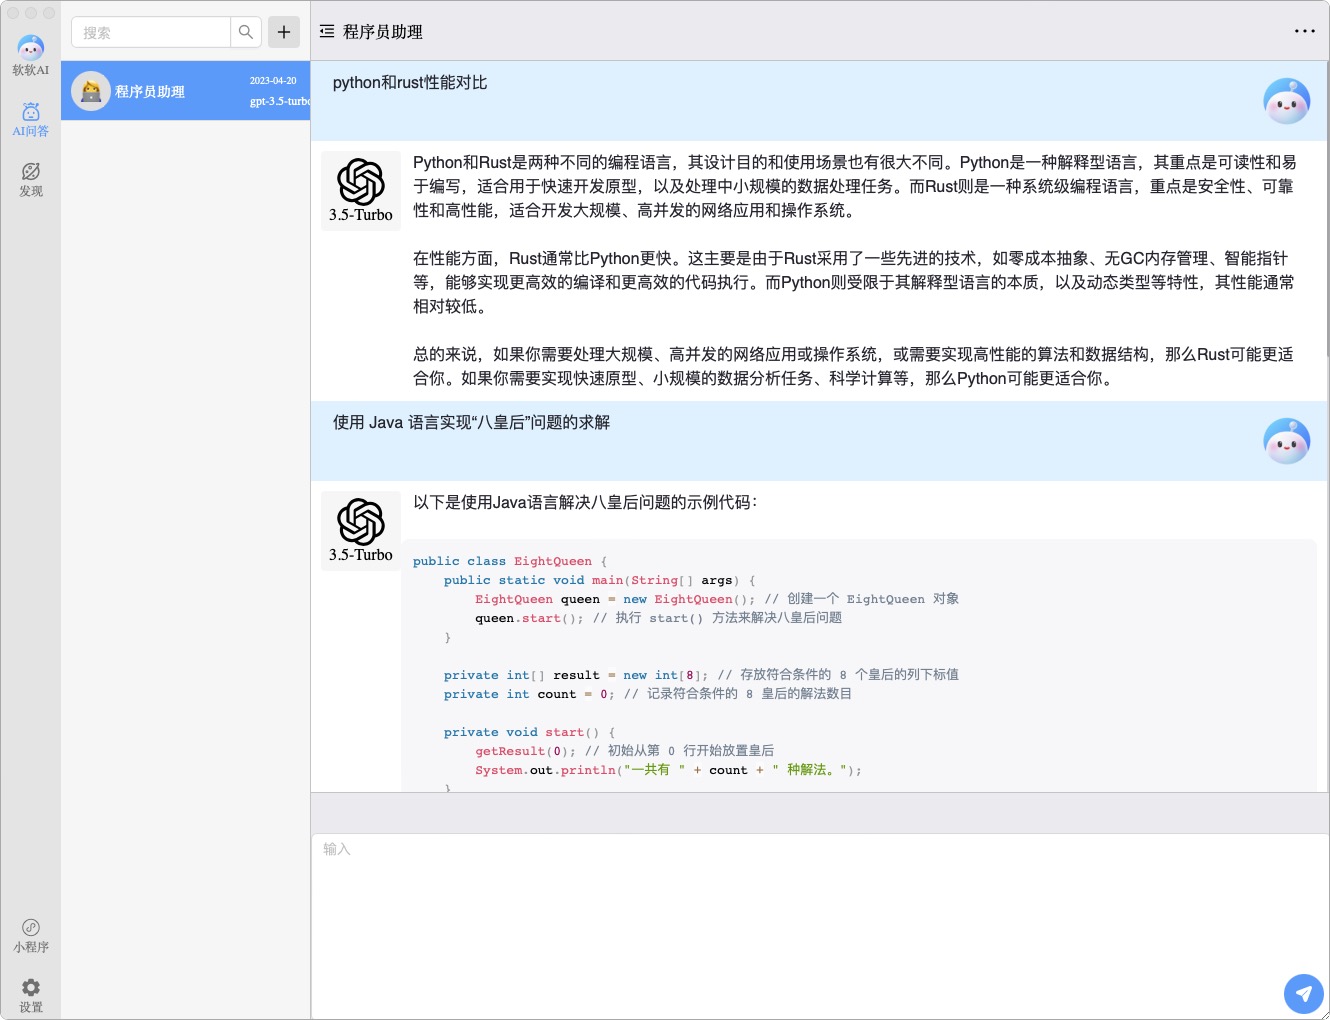 软软AI
AI问答
发现
小程序
设置
搜索
程序员助理
2023-04-20
gpt-3.5-turbo
程序员助理
python和rust性能对比
3.5-Turbo
Python和Rust是两种不同的编程语言，其设计目的和使用场景也有很大不同。Python是一种解释型语言，其重点是可读性和易
于编写，适合用于快速开发原型，以及处理中小规模的数据处理任务。而Rust则是一种系统级编程语言，重点是安全性、可靠
性和高性能，适合开发大规模、高并发的网络应用和操作系统。
在性能方面，Rust通常比Python更快。这主要是由于Rust采用了一些先进的技术，如零成本抽象、无GC内存管理、智能指针
等，能够实现更高效的编译和更高效的代码执行。而Python则受限于其解释型语言的本质，以及动态类型等特性，其性能通常
相对较低。
总的来说，如果你需要处理大规模、高并发的网络应用或操作系统，或需要实现高性能的算法和数据结构，那么Rust可能更适
合你。如果你需要实现快速原型、小规模的数据分析任务、科学计算等，那么Python可能更适合你。
使用 Java 语言实现“八皇后”问题的求解
3.5-Turbo
以下是使用Java语言解决八皇后问题的示例代码：
public class EightQueen {
    public static void main(String[] args) {
        EightQueen queen = new EightQueen(); // 创建一个 EightQueen 对象
        queen.start(); // 执行 start() 方法来解决八皇后问题
    }
    private int[] result = new int[8]; // 存放符合条件的 8 个皇后的列下标值
    private int count = 0; // 记录符合条件的 8 皇后的解法数目
    private void start() {
        getResult(0); // 初始从第 0 行开始放置皇后
        System.out.println("一共有 " + count + " 种解法。");
    }
输入